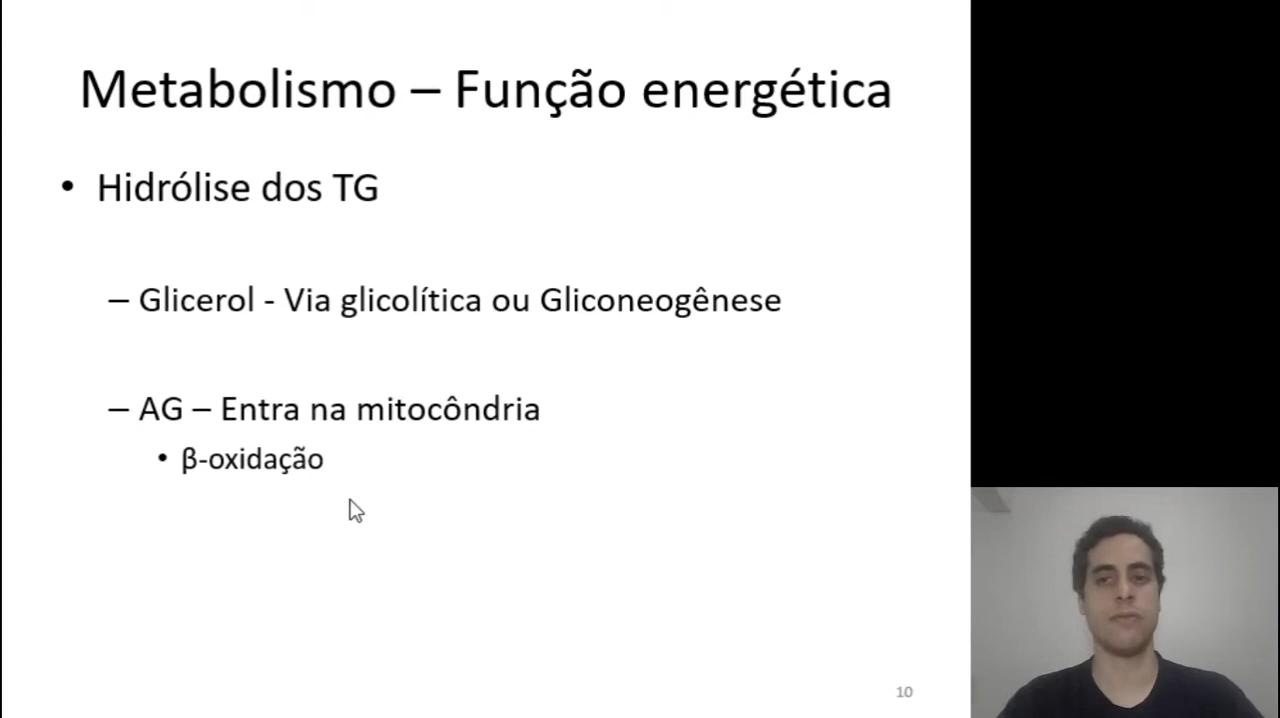 Metabolismo – Função energética
• Hidrólise dos TG
– Glicerol - Via glicolítica ou Gliconeogênese
– AG – Entra na mitocôndria
• β-oxidação
10